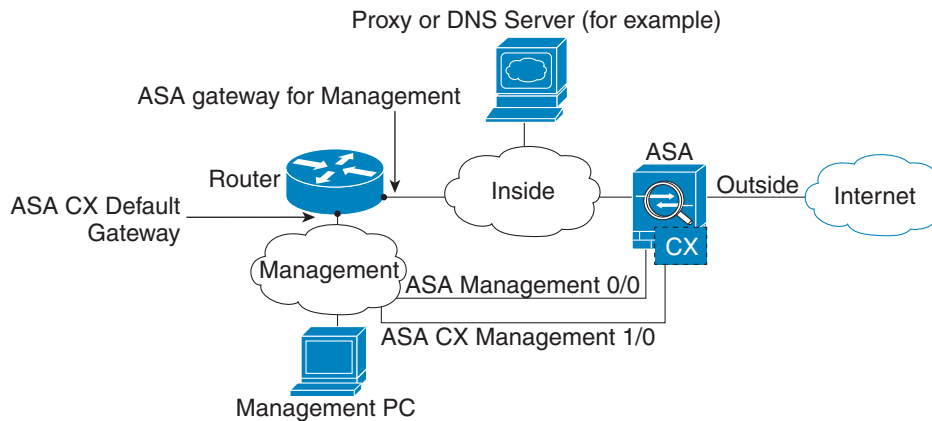 Proxy or DNS Server (for example)
ASA gateway for Management
ASA
Router
Inside
Outside
Internet
ASA CX Default
Gateway
CX
Management
ASA Management 0/0
ASA CX Management 1/0
Management PC